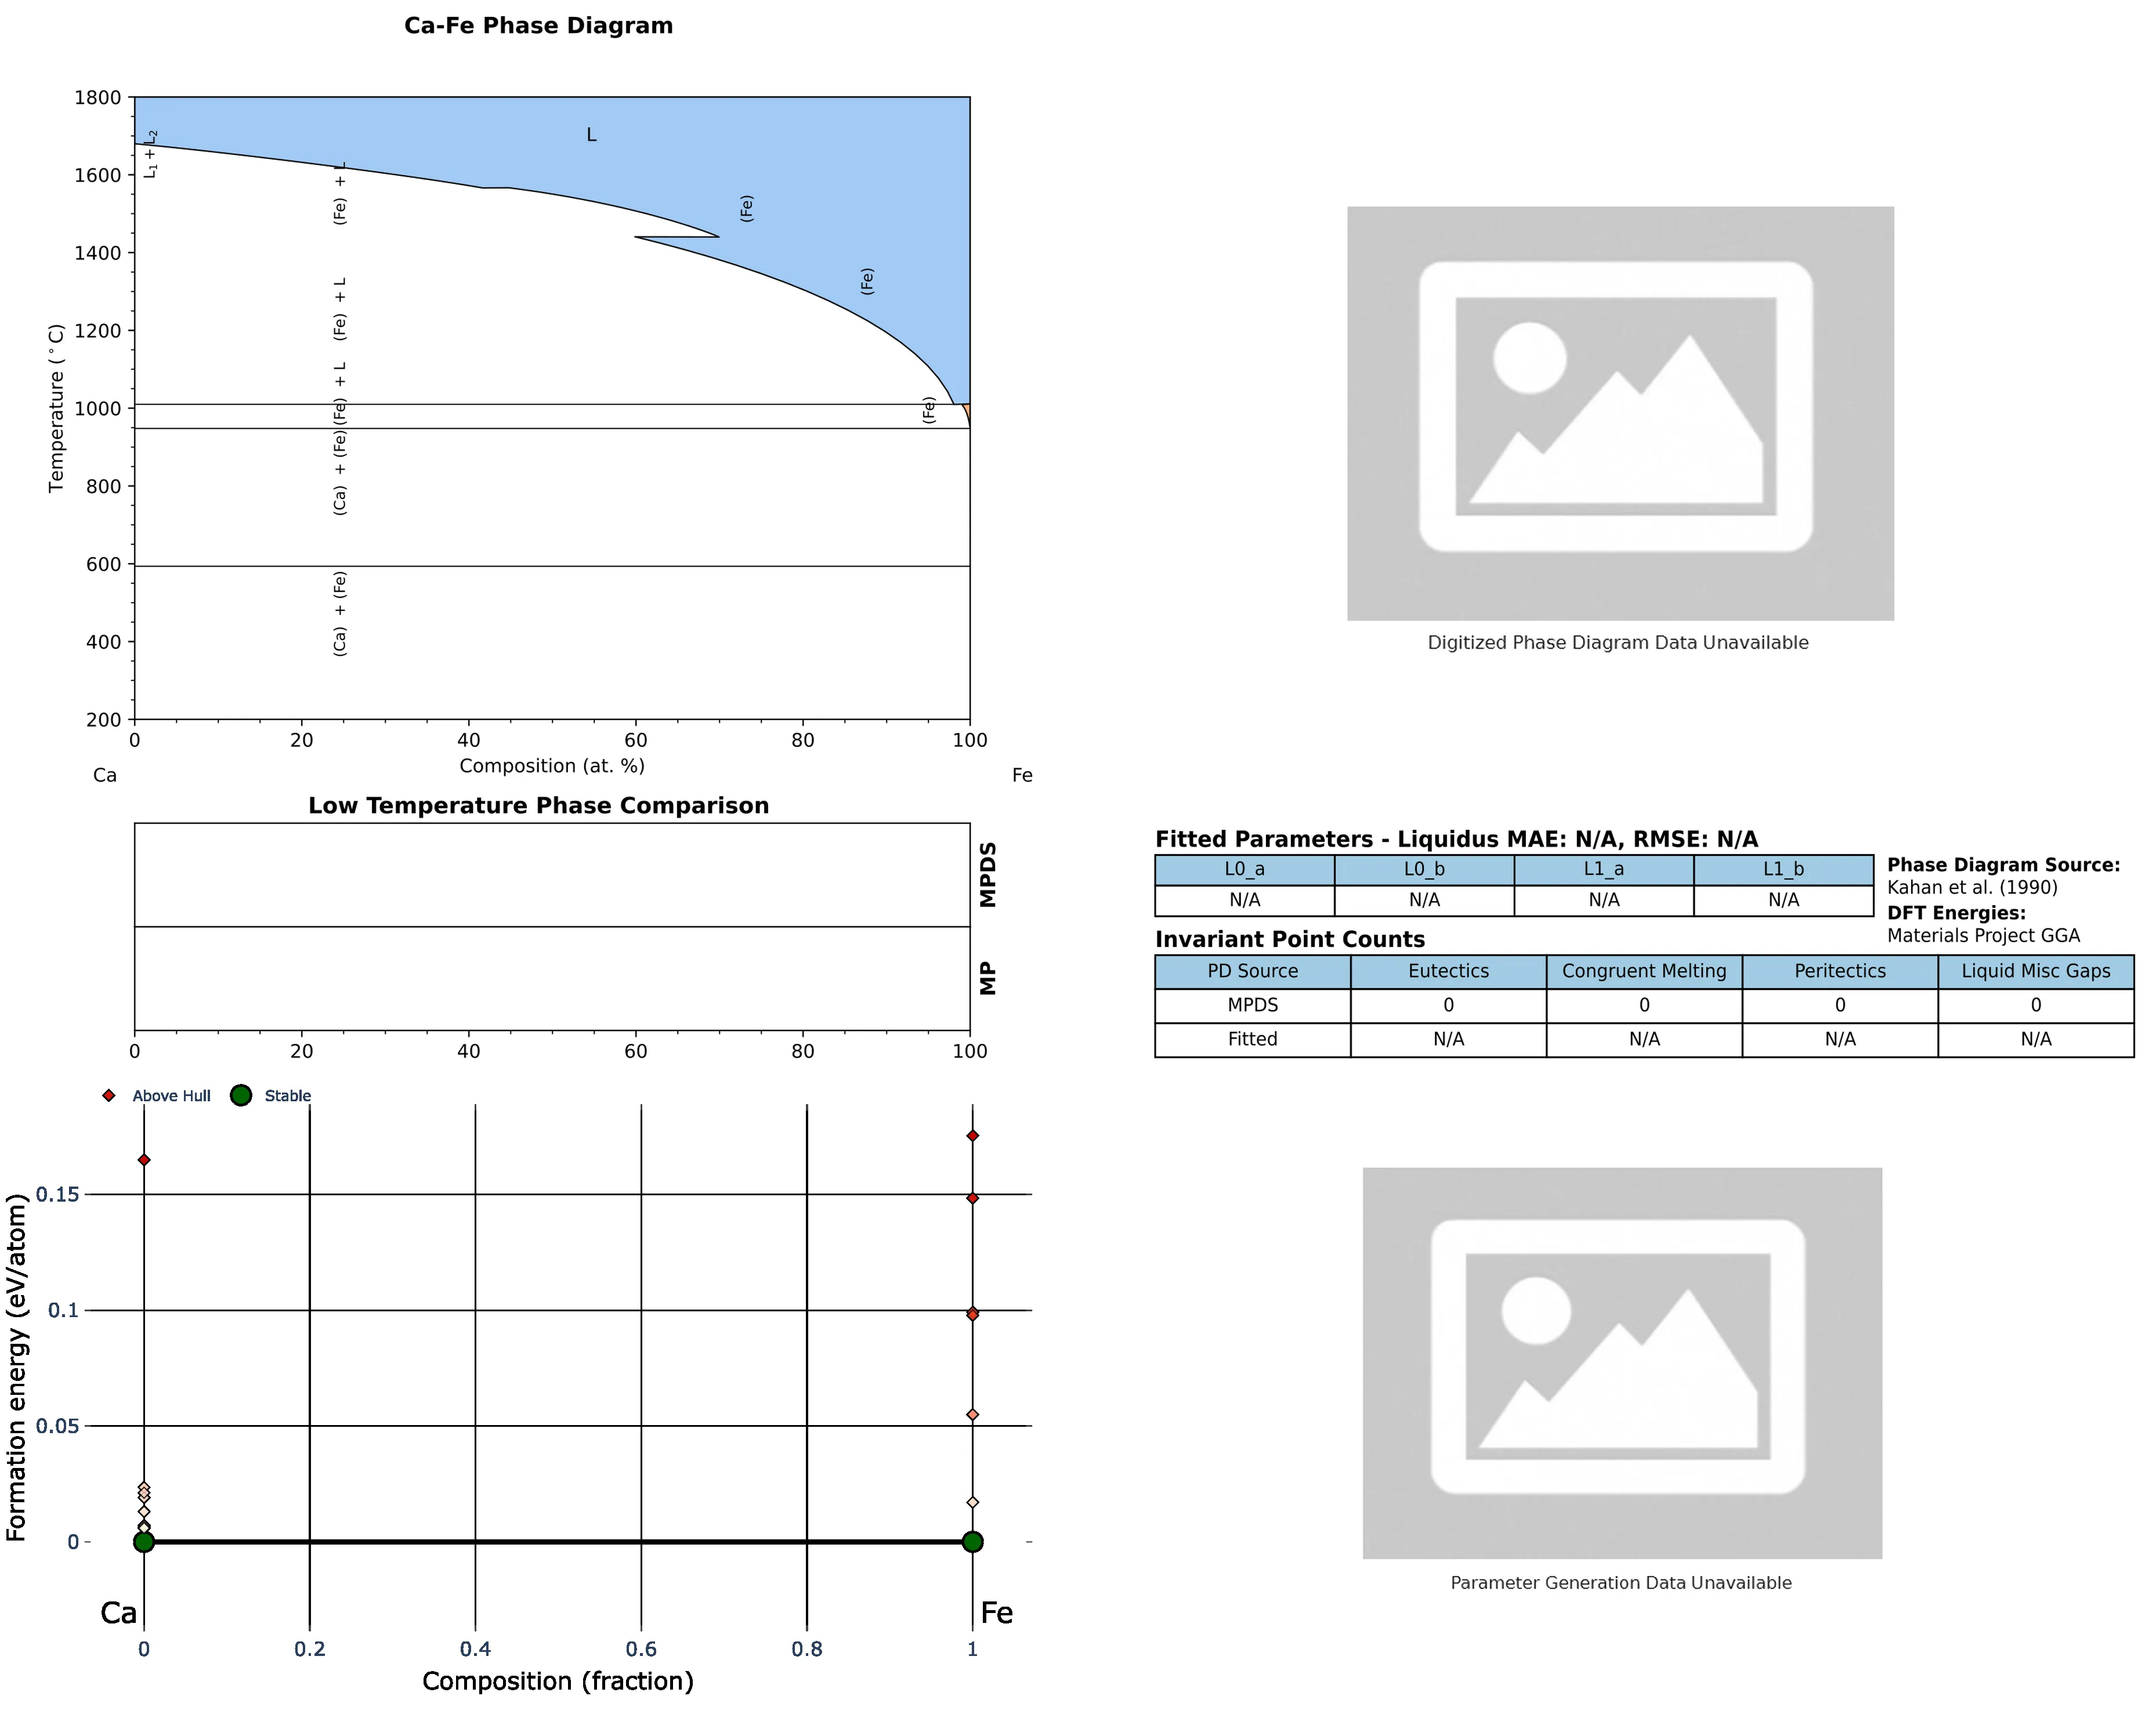 Ca-Fe Phase Diagram
1800
1600
1400
1200
1000
800
600
400
200
Temperature (°C)
L₁ + L₂
L
(Fe) + L
(Fe) + L
(Fe) + L
(Ca) + (Fe)
(Ca) + (Fe)
(Fe)
(Fe)
(Fe)
0 20 40 60 80 100
Composition (at. %)
Ca Fe
Digitized Phase Diagram Data Unavailable
Low Temperature Phase Comparison
MPDS
MP
0 20 40 60 80 100
Fitted Parameters - Liquidus MAE: N/A, RMSE: N/A
L0_a L0_b L1_a L1_b
N/A N/A N/A N/A
Phase Diagram Source:
Kahan et al. (1990)
DFT Energies:
Materials Project GGA
Invariant Point Counts
PD Source Eutectics Congruent Melting Peritectics Liquid Misc Gaps
MPDS 0 0 0 0
Fitted N/A N/A N/A N/A
Above Hull Stable
0.15
0.1
0.05
0
Formation energy (eV/atom)
Ca Fe
0 0.2 0.4 0.6 0.8 1
Composition (fraction)
Parameter Generation Data Unavailable